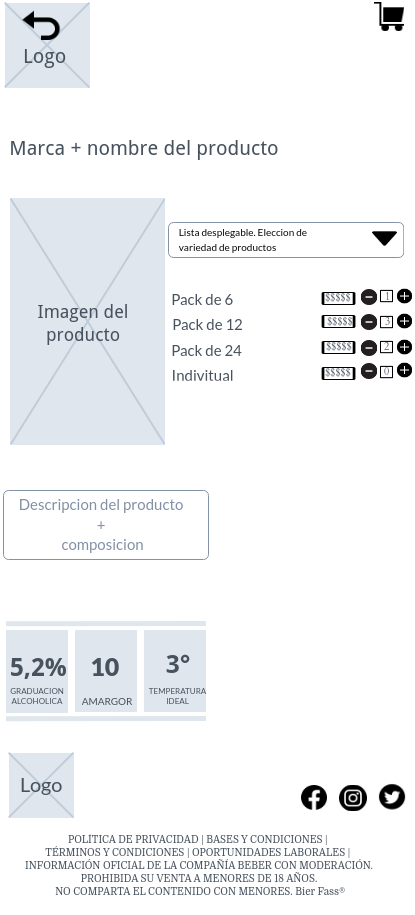 Logo
Marca + nombre del producto
Lista desplegable. Eleccion de
variedad de productos
Imagen del
producto
Pack de 6 $$$$$ − 1 +
Pack de 12 $$$$$ − 3 +
Pack de 24 $$$$$ − 2 +
Indivitual $$$$$ − 0 +
Descripcion del producto
+
composicion
5,2% 10 3°
GRADUACION
ALCOHOLICA
AMARGOR
TEMPERATURA
IDEAL
Logo
POLÍTICA DE PRIVACIDAD | BASES Y CONDICIONES |
TÉRMINOS Y CONDICIONES | OPORTUNIDADES LABORALES |
INFORMACIÓN OFICIAL DE LA COMPAÑÍA BEBER CON MODERACIÓN.
PROHIBIDA SU VENTA A MENORES DE 18 AÑOS.
NO COMPARTA EL CONTENIDO CON MENORES. Bier Fass®